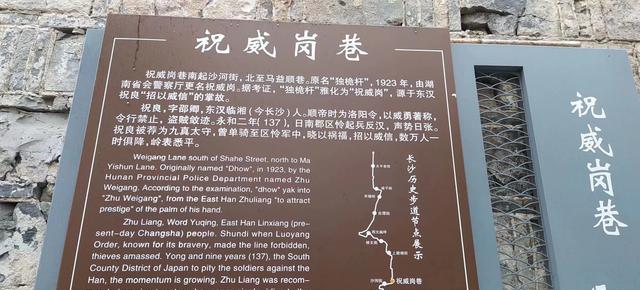 祝威岗巷
祝威岗巷南起沙河街，北至马益顺巷。原名“独桅杆”，1923 年，由湖
南省会警察厅更名祝威岗。据考证，“独桅杆”雅化为“祝威岗”，源于东汉
祝良“招以威信”的掌故。
祝良，字邵卿，东汉临湘（今长沙）人。顺帝时为洛阳令，以威勇著称，
令行禁止，盗贼敛迹。永和二年（137），日南郡区怜起兵反汉，声势日张。
祝良被荐为九真太守，曾单骑至区怜军中，晓以祸福，招以威信，数万人一
时俱降，岭表悉平。
Weigang Lane south of Shahe Street, north to Ma
Yishun Lane. Originally named "Dhow", in 1923, by the
Hunan Provincial Police Department named Zhu
Weigang. According to the examination, "dhow" yak into
"Zhu Weigang", from the East Han Zhuliang "to attract
prestige" of the palm of his hand.
Zhu Liang, Word Yuqing, East Han Linxiang (pre-
sent-day Changsha) people. Shundi when Luoyang
Order, known for its bravery, made the line forbidden,
thieves amassed. Yong and nine years (137), the South
County District of Japan to pity the soldiers against the
Han, the momentum is growing. Zhu Liang was recom-
长沙历史步道节点展示
祝威岗巷
祝威岗巷